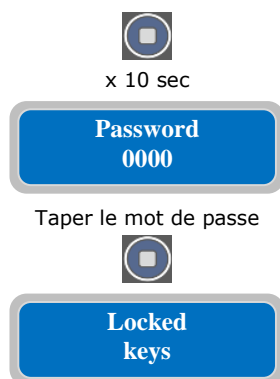 x 10 sec
Password
0000
Taper le mot de passe
Locked
keys